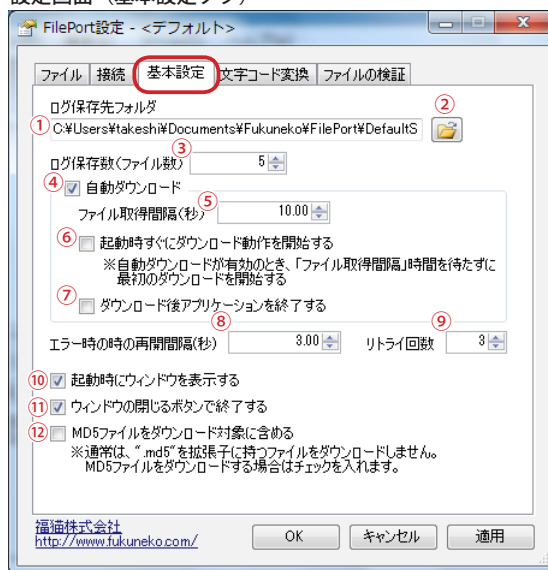 設定画面（基本設定タブ）
FilePort設定 - <デフォルト>
ファイル 接続 基本設定 文字コード変換 ファイルの検証
ログ保存先フォルダ
②
① C:¥Users¥takeshi¥Documents¥Fukuneko¥FilePort¥DefaultS
③
ログ保存数(ファイル数) 5
④ 自動ダウンロード
⑤
ファイル取得間隔(秒) 10.00
⑥ 起動時すぐにダウンロード動作を開始する
※自動ダウンロードが有効のとき、「ファイル取得間隔」時間を待たずに
最初のダウンロードを開始する
⑦ ダウンロード後アプリケーションを終了する
⑧ ⑨
エラー時の時の再開間隔(秒) 3.00 リトライ回数 3
⑩ 起動時にウィンドウを表示する
⑪ ウィンドウの閉じるボタンで終了する
⑫ MD5ファイルをダウンロード対象に含める
※通常は、“.md5”を拡張子に持つファイルをダウンロードしません。
MD5ファイルをダウンロードする場合はチェックを入れます。
福猫株式会社
http://www.fukuneko.com/ OK キャンセル 適用